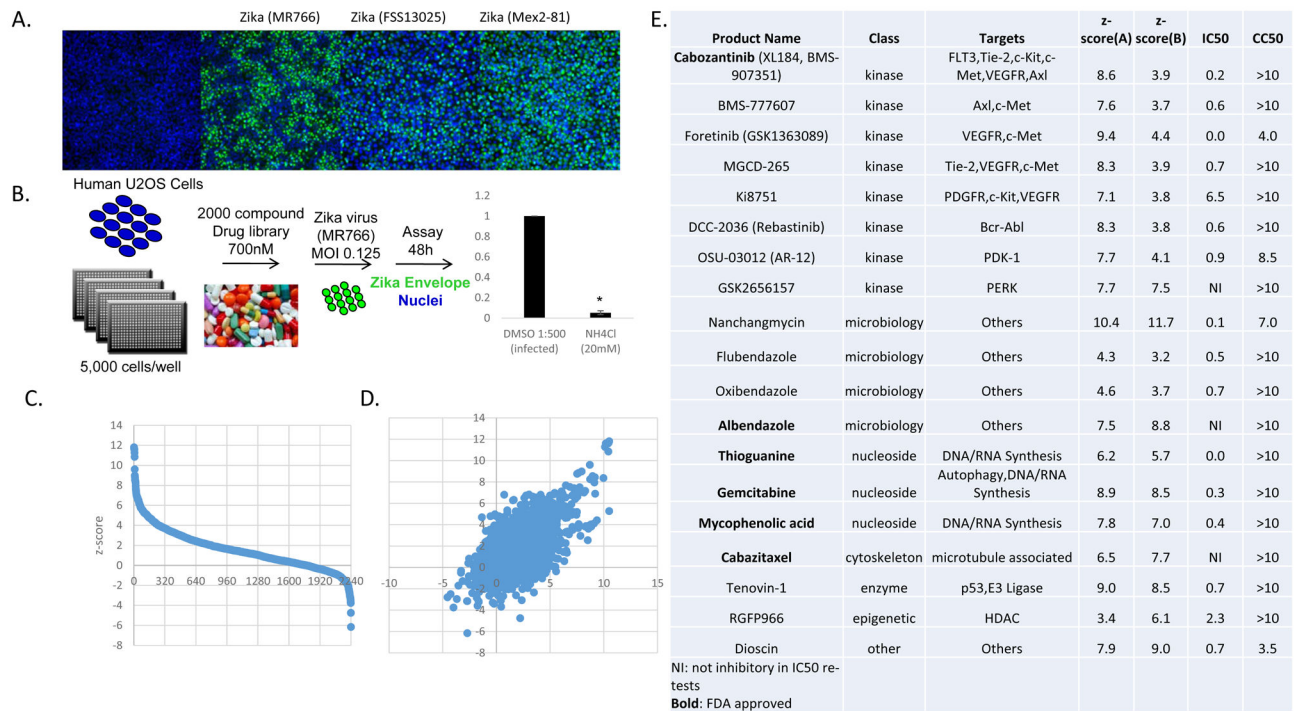 A.
Zika (MR766)
Zika (FSS13025)
Zika (Mex2-81)
B.
Human U2OS Cells
5,000 cells/well
2000 compound
Drug library
700nM
Zika virus
(MR766)
MOI 0.125
Assay
48h
Zika Envelope
Nuclei
1.2
1
0.8
0.6
0.4
0.2
0
*
DMSO 1:500
(infected)
NH4Cl
(20mM)
C.
z-score
14
12
10
8
6
4
2
0
-2
-4
-6
-8
0 320 640 960 1280 1600 1920 2240
D.
14
12
10
8
6
4
2
0
-2
-4
-6
-8
-10 -5 0 5 10 15
E.
Product Name Class Targets z-score(A) z-score(B) IC50 CC50
Cabozantinib (XL184, BMS-
907351) kinase FLT3,Tie-2,c-Kit,c-
Met,VEGFR,Axl 8.6 3.9 0.2 >10
BMS-777607 kinase Axl,c-Met 7.6 3.7 0.6 >10
Foretinib (GSK1363089) kinase VEGFR,c-Met 9.4 4.4 0.0 4.0
MGCD-265 kinase Tie-2,VEGFR,c-Met 8.3 3.9 0.7 >10
Ki8751 kinase PDGFR,c-Kit,VEGFR 7.1 3.8 6.5 >10
DCC-2036 (Rebastinib) kinase Bcr-Abl 8.3 3.8 0.6 >10
OSU-03012 (AR-12) kinase PDK-1 7.7 4.1 0.9 8.5
GSK2656157 kinase PERK 7.7 7.5 NI >10
Nanchangmycin microbiology Others 10.4 11.7 0.1 7.0
Flubendazole microbiology Others 4.3 3.2 0.5 >10
Oxibendazole microbiology Others 4.6 3.7 0.7 >10
Albendazole microbiology Others 7.5 8.8 NI >10
Thioguanine nucleoside DNA/RNA Synthesis 6.2 5.7 0.0 >10
Gemcitabine nucleoside Autophagy,DNA/RNA
Synthesis 8.9 8.5 0.3 >10
Mycophenolic acid nucleoside DNA/RNA Synthesis 7.8 7.0 0.4 >10
Cabazitaxel cytoskeleton microtubule associated 6.5 7.7 NI >10
Tenovin-1 enzyme p53,E3 Ligase 9.0 8.5 0.7 >10
RGFP966 epigenetic HDAC 3.4 6.1 2.3 >10
Dioscin other Others 7.9 9.0 0.7 3.5
NI: not inhibitory in IC50 re-
tests
Bold: FDA approved